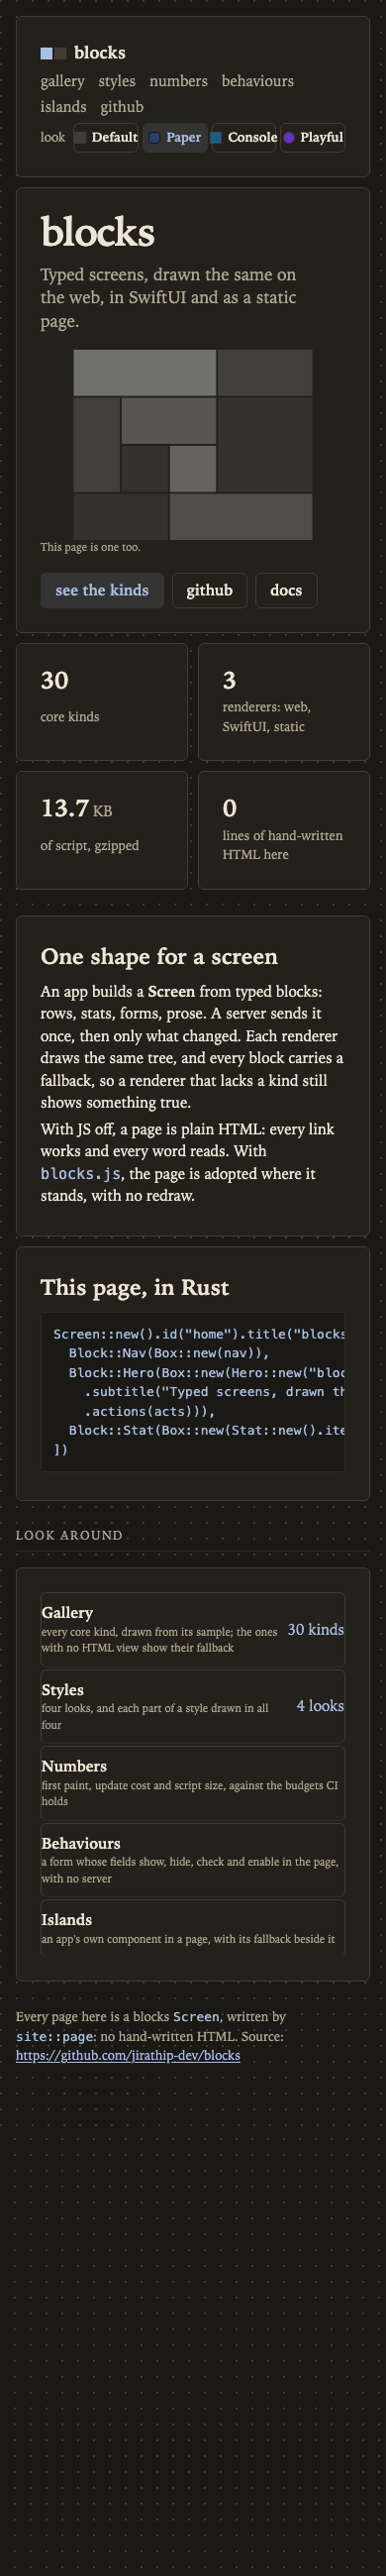 blocks
gallery styles numbers behaviours
islands github
look Default Paper Console Playful
blocks
Typed screens, drawn the same on
the web, in SwiftUI and as a static
page.
This page is one too.
see the kinds github docs
30
core kinds
3
renderers: web,
SwiftUI, static
13.7 KB
of script, gzipped
0
lines of hand-written
HTML here
One shape for a screen
An app builds a Screen from typed blocks:
rows, stats, forms, prose. A server sends it
once, then only what changed. Each renderer
draws the same tree, and every block carries a
fallback, so a renderer that lacks a kind still
shows something true.
With JS off, a page is plain HTML: every link
works and every word reads. With
blocks.js, the page is adopted where it
stands, with no redraw.
This page, in Rust
Screen::new().id("home").title("blocks
Block::Nav(Box::new(nav)),
Block::Hero(Box::new(Hero::new("bloc
.subtitle("Typed screens, drawn th
.actions(acts))),
Block::Stat(Box::new(Stat::new().ite
])
LOOK AROUND
Gallery
every core kind, drawn from its sample; the ones
with no HTML view show their fallback
30 kinds
Styles
four looks, and each part of a style drawn in all
four
4 looks
Numbers
first paint, update cost and script size, against the budgets CI
holds
Behaviours
a form whose fields show, hide, check and enable in the page,
with no server
Islands
an app's own component in a page, with its fallback beside it
Every page here is a blocks Screen, written by
site::page: no hand-written HTML. Source:
https://github.com/jirathip-dev/blocks